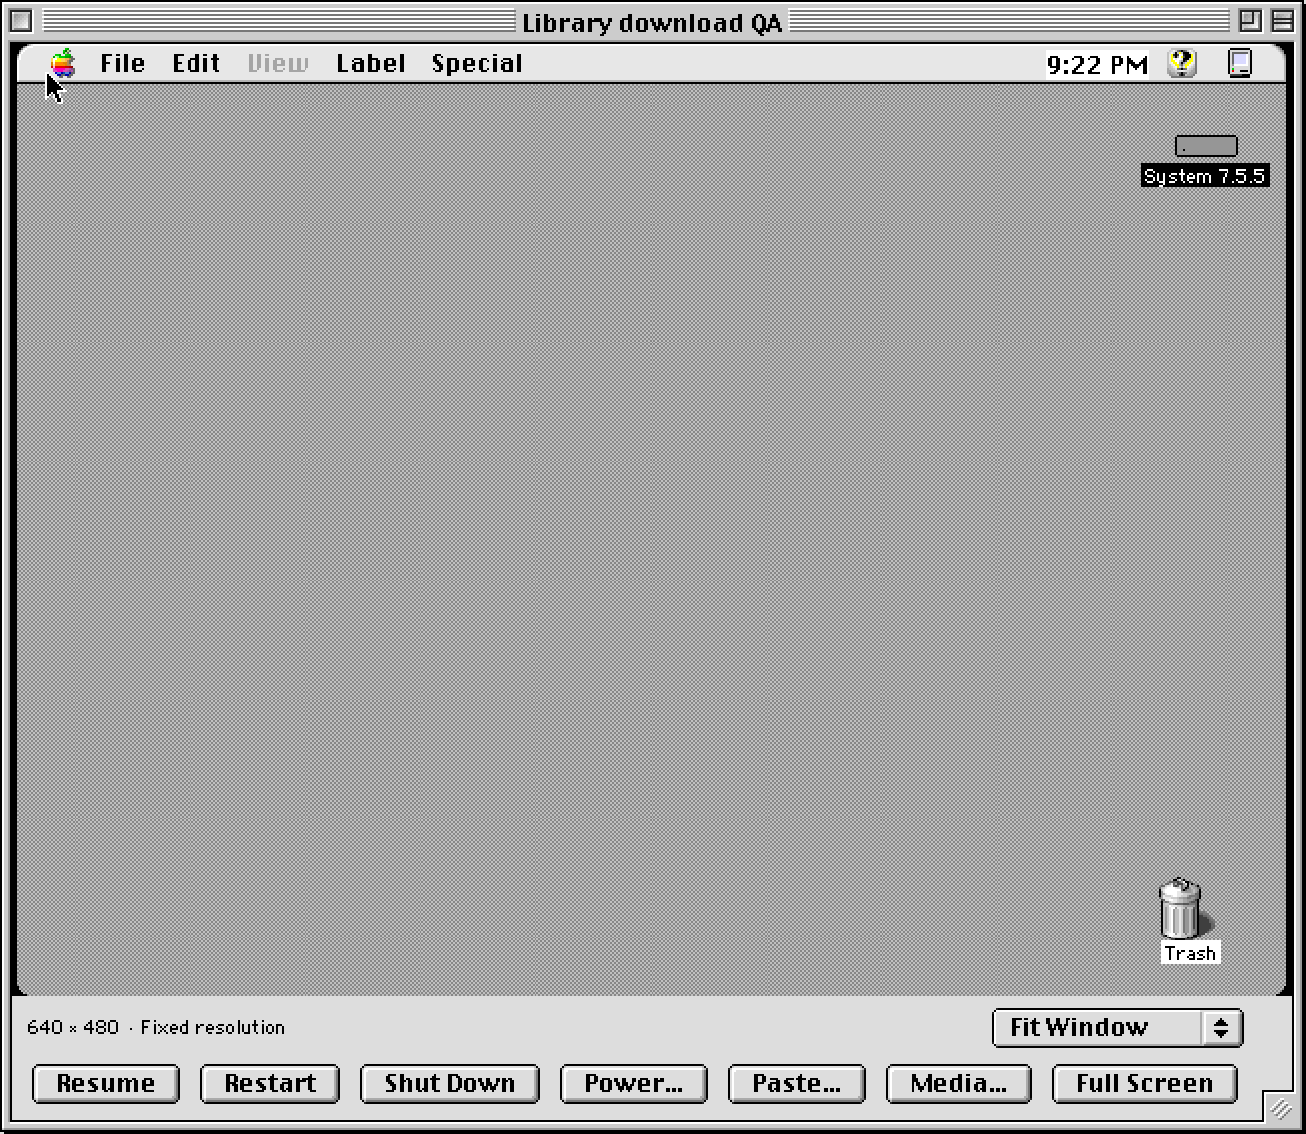 Library download QA
File Edit View Label Special 9:22 PM
System 7.5.5
Trash
640 × 480 · Fixed resolution
Fit Window
Resume Restart Shut Down Power... Paste... Media... Full Screen